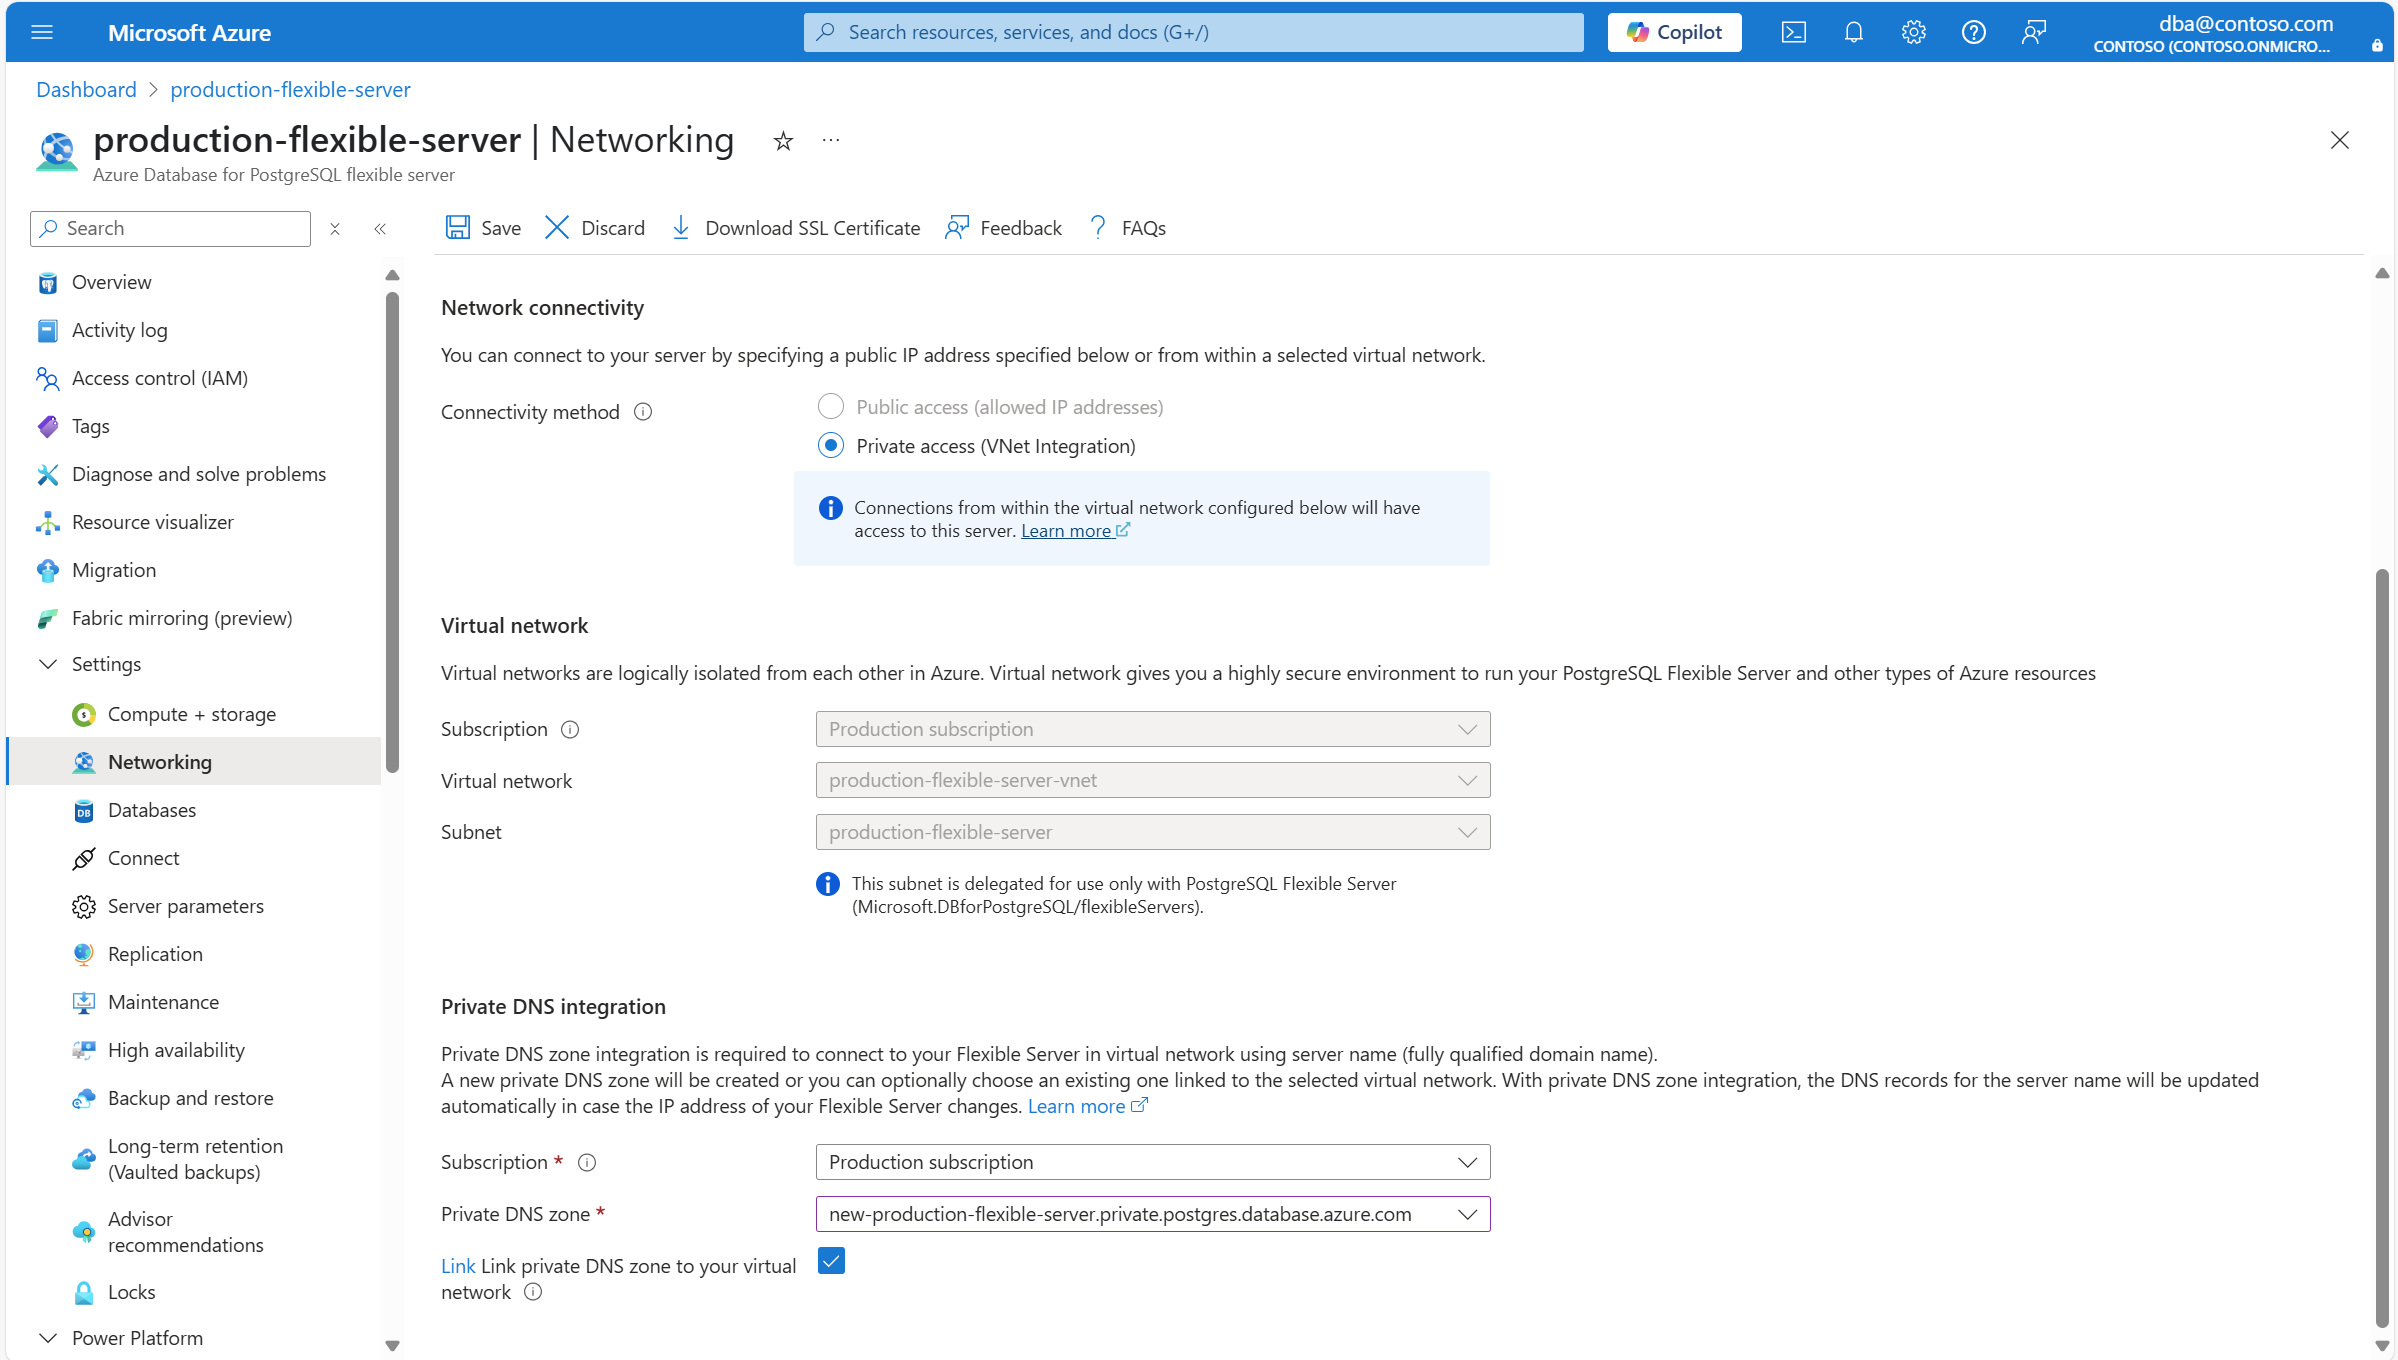 Microsoft Azure
Search resources, services, and docs (G+/)
Copilot
dba@contoso.com
CONTOSO (CONTOSO.ONMICRO...
Dashboard > production-flexible-server
production-flexible-server | Networking
Azure Database for PostgreSQL flexible server
Search
Save
Discard
Download SSL Certificate
Feedback
FAQs
Overview
Activity log
Access control (IAM)
Tags
Diagnose and solve problems
Resource visualizer
Migration
Fabric mirroring (preview)
Settings
Compute + storage
Networking
Databases
Connect
Server parameters
Replication
Maintenance
High availability
Backup and restore
Long-term retention
(Vaulted backups)
Advisor
recommendations
Locks
Power Platform
Network connectivity
You can connect to your server by specifying a public IP address specified below or from within a selected virtual network.
Connectivity method
Public access (allowed IP addresses)
Private access (VNet Integration)
Connections from within the virtual network configured below will have
access to this server. Learn more
Virtual network
Virtual networks are logically isolated from each other in Azure. Virtual network gives you a highly secure environment to run your PostgreSQL Flexible Server and other types of Azure resources
Subscription
Production subscription
Virtual network
production-flexible-server-vnet
Subnet
production-flexible-server
This subnet is delegated for use only with PostgreSQL Flexible Server
(Microsoft.DBforPostgreSQL/flexibleServers).
Private DNS integration
Private DNS zone integration is required to connect to your Flexible Server in virtual network using server name (fully qualified domain name).
A new private DNS zone will be created or you can optionally choose an existing one linked to the selected virtual network. With private DNS zone integration, the DNS records for the server name will be updated
automatically in case the IP address of your Flexible Server changes. Learn more
Subscription *
Production subscription
Private DNS zone *
new-production-flexible-server.private.postgres.database.azure.com
Link Link private DNS zone to your virtual
network